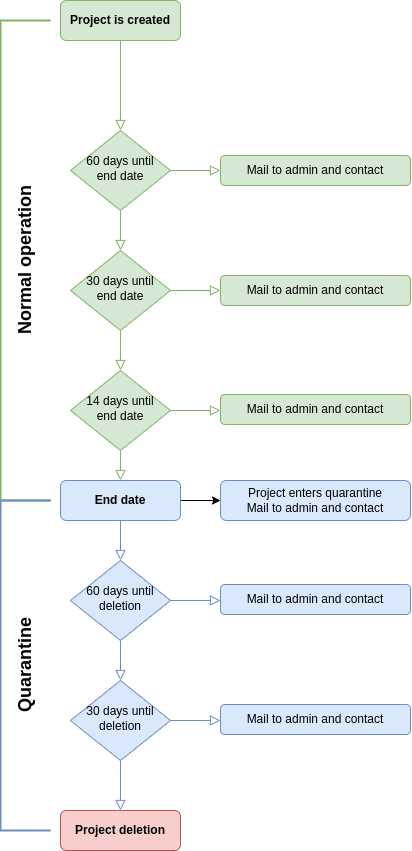 Project is created
60 days until
end date
Mail to admin and contact
Normal operation
30 days until
end date
Mail to admin and contact
14 days until
end date
Mail to admin and contact
End date
Project enters quarantine
Mail to admin and contact
60 days until
deletion
Mail to admin and contact
Quarantine
30 days until
deletion
Mail to admin and contact
Project deletion